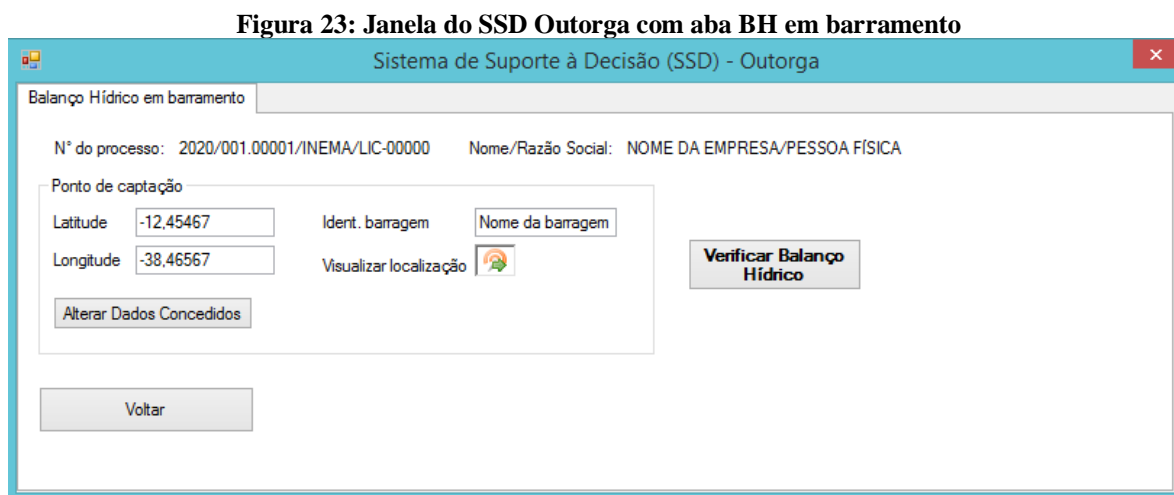 Figura 23: Janela do SSD Outorga com aba BH em barramento
Sistema de Suporte à Decisão (SSD) - Outorga
Balanço Hídrico em barramento
N° do processo: 2020/001.00001/INEMA/LIC-00000 Nome/Razão Social: NOME DA EMPRESA/PESSOA FÍSICA
Ponto de captação
Latitude -12,45467 Ident. barragem Nome da barragem
Longitude -38,46567 Visualizar localização
Verificar Balanço
Hídrico
Alterar Dados Concedidos
Voltar